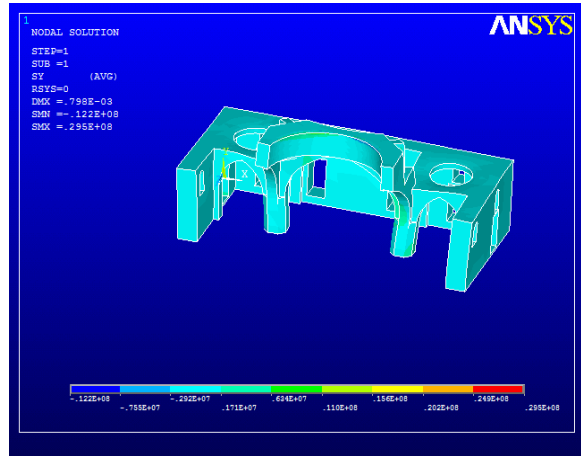 1
NODAL SOLUTION
ANSYS
STEP=1
SUB =1
SY (AVG)
RSYS=0
DMX =.798E-03
SMN =-.122E+08
SMX =.295E+08
Y
X
-.122E+08 -.292E+07 .634E+07 .156E+08 .249E+08
-.755E+07 .171E+07 .110E+08 .202E+08 .295E+08